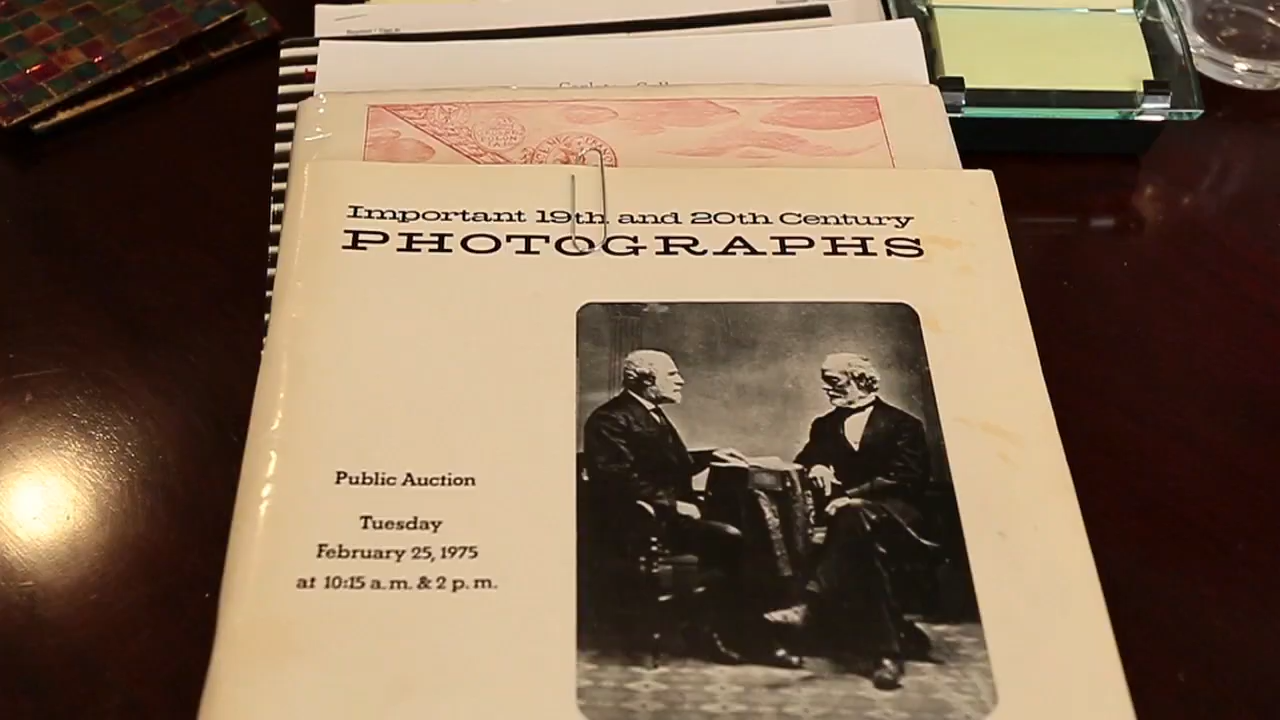 Important 19th and 20th Century
PHOTOGRAPHS
Public Auction
Tuesday
February 25, 1975
at 10:15 a.m. & 2 p.m.